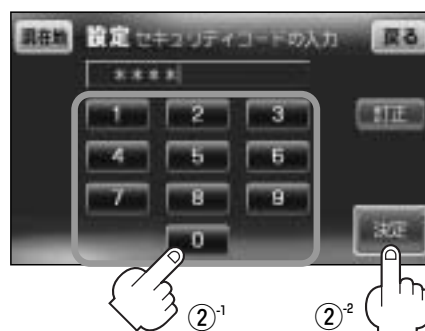 現在地 設定 セキュリティコードの入力 戻る
****
1 2 3 訂正
4 5 6
7 8 9
0 決定
②-1 ②-2